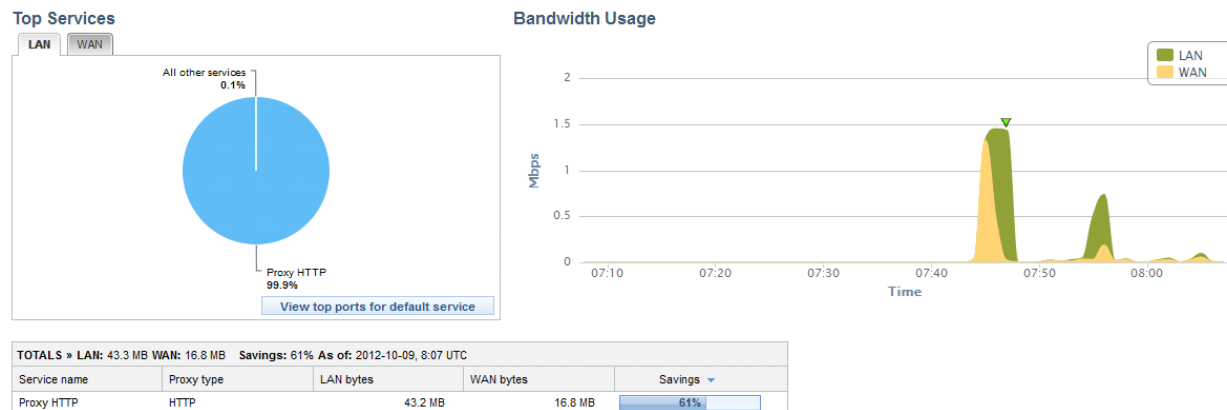 Top Services
LAN WAN
All other services
0.1%
Proxy HTTP
99.9%
View top ports for default service
Bandwidth Usage
LAN
WAN
2
1.5
1
0.5
0
Mbps
07:10 07:20 07:30 07:40 07:50 08:00
Time
TOTALS » LAN: 43.3 MB WAN: 16.8 MB Savings: 61% As of: 2012-10-09, 8:07 UTC
Service name Proxy type LAN bytes WAN bytes Savings
Proxy HTTP HTTP 43.2 MB 16.8 MB 61%